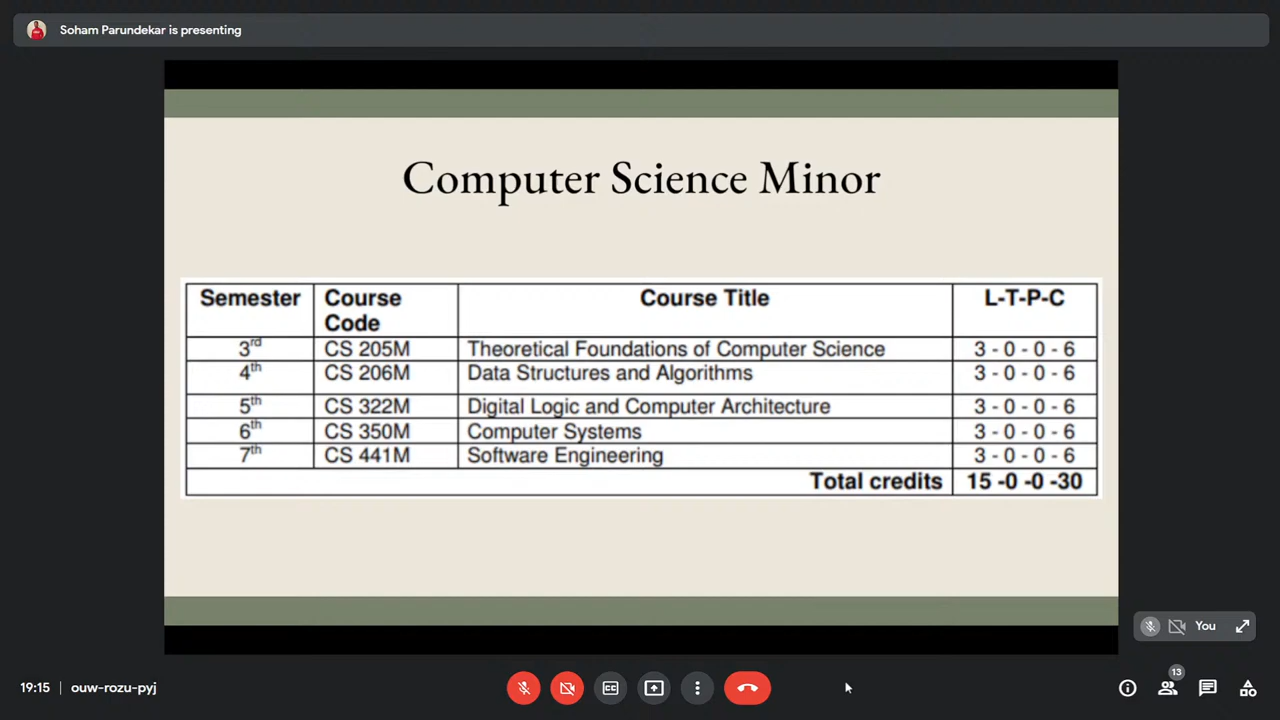 Soham Parundekar is presenting
Computer Science Minor
Semester Course Code Course Title L-T-P-C
3rd CS 205M Theoretical Foundations of Computer Science 3 - 0 - 0 - 6
4th CS 206M Data Structures and Algorithms 3 - 0 - 0 - 6
5th CS 322M Digital Logic and Computer Architecture 3 - 0 - 0 - 6
6th CS 350M Computer Systems 3 - 0 - 0 - 6
7th CS 441M Software Engineering 3 - 0 - 0 - 6
Total credits 15 -0 -0 -30
You
19:15 | ouw-rozu-pyj
CC
13